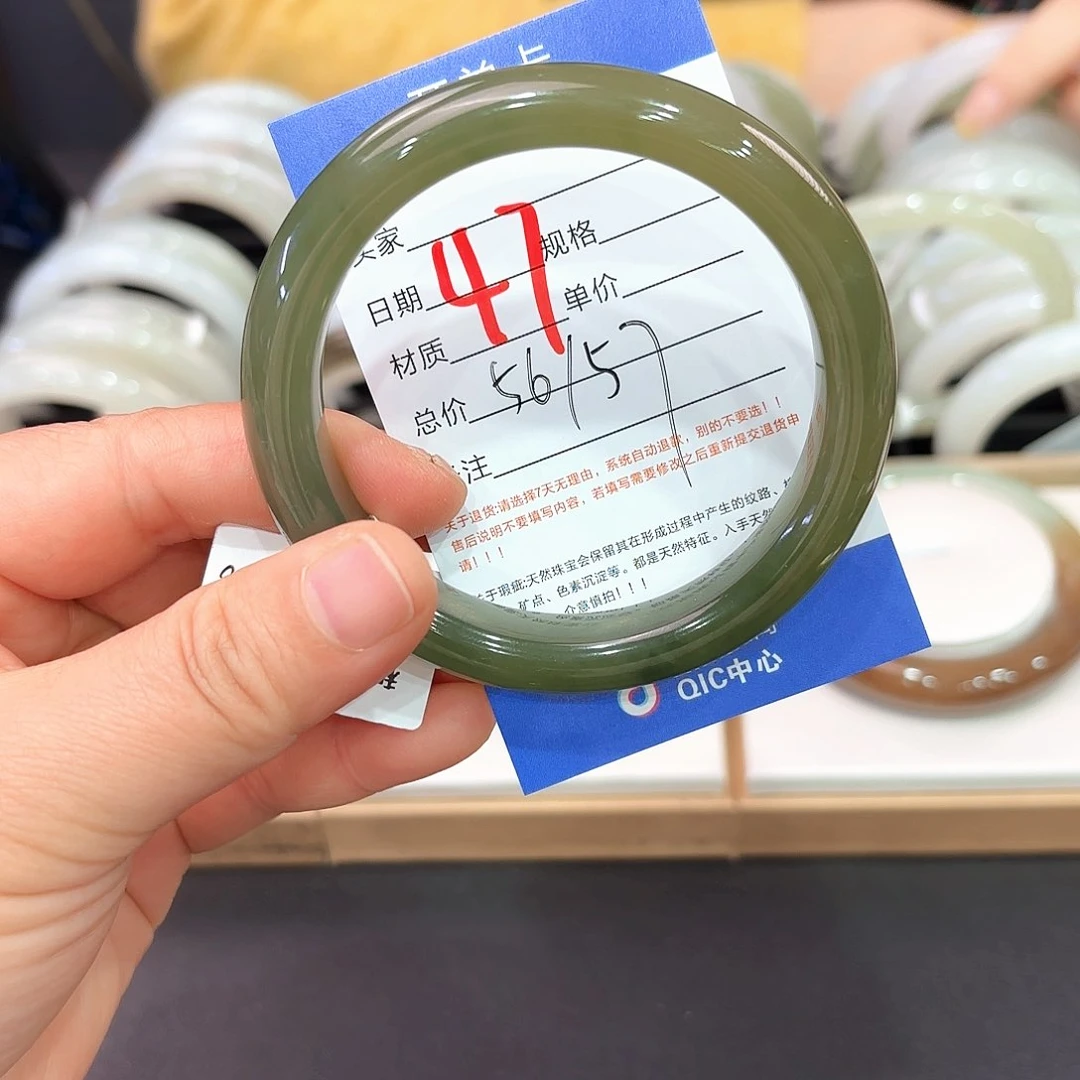 家 规格
日期 47 单价
材质
总价 56/57
注
于退货:请选择7天无理由，系统自动退款，别的不要选！！
售后说明不要填写内容，若填写需要修改之后重新提交退货申
请！！！
于瑕疵:天然珠宝会保留其在形成过程中产生的纹路、
矿点、色素沉淀等。都是天然特征。入手天然
介意慎拍！！！
QIC中心